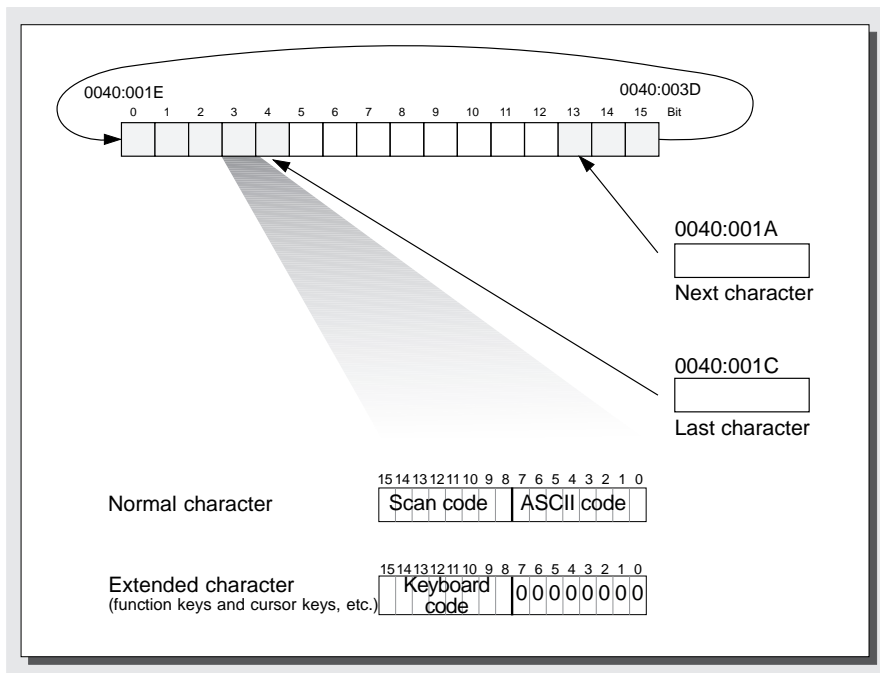 0040:001E
0040:003D
0 1 2 3 4 5 6 7 8 9 10 11 12 13 14 15 Bit
0040:001A
Next character
0040:001C
Last character
15 14 13 12 11 10 9 8 7 6 5 4 3 2 1 0
Normal character
Scan code ASCII code
15 14 13 12 11 10 9 8 7 6 5 4 3 2 1 0
Extended character
(function keys and cursor keys, etc.)
Keyboard
code
0 0 0 0 0 0 0 0